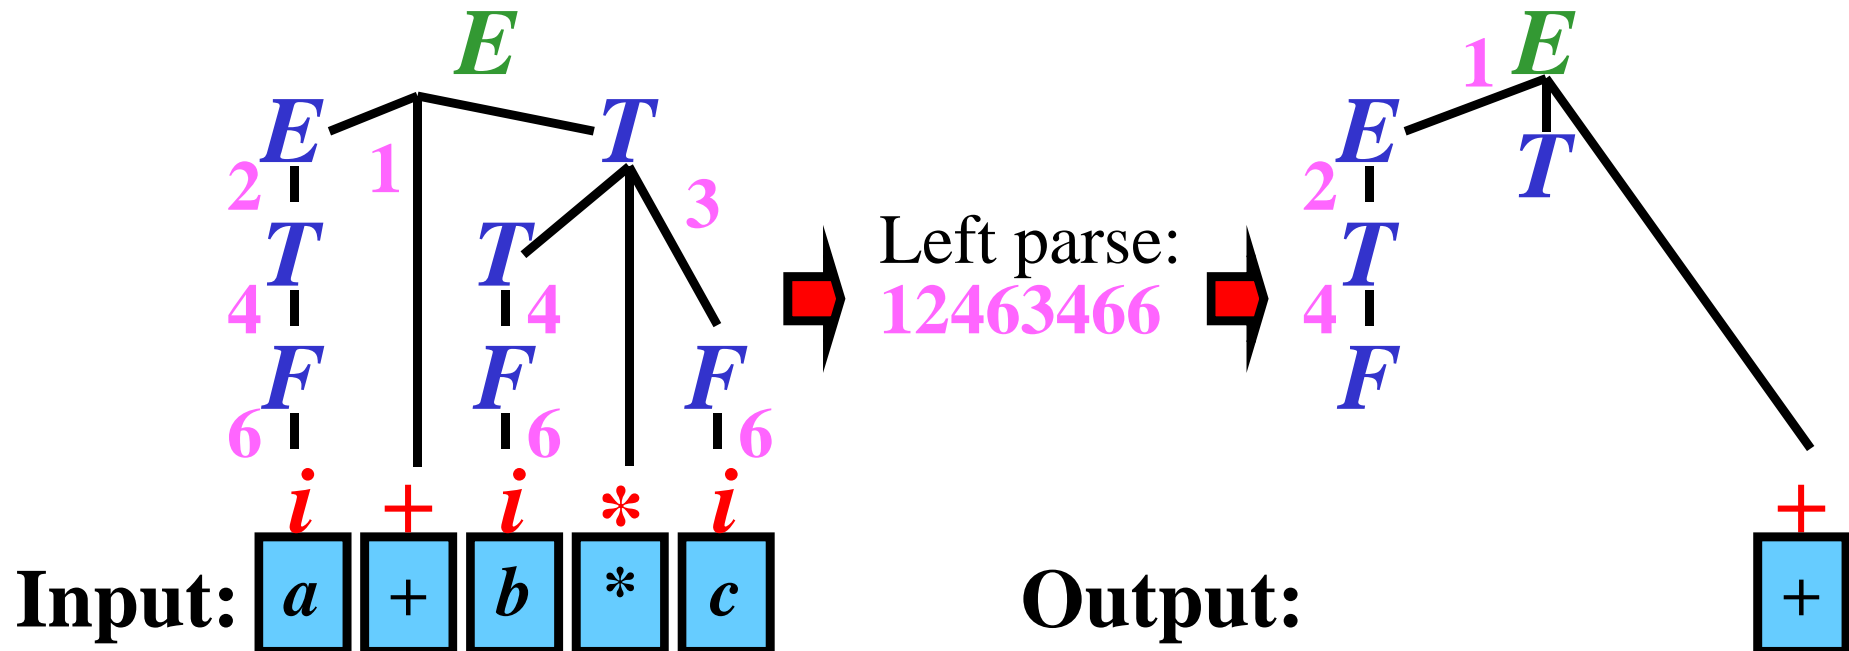 E
E 1 T
2 3
T T
4 4
F F F
6 6 6
i + i * i
Input: a + b * c
Left parse:
12463466
1 E
E T
2
T
4
F
+
Output: +